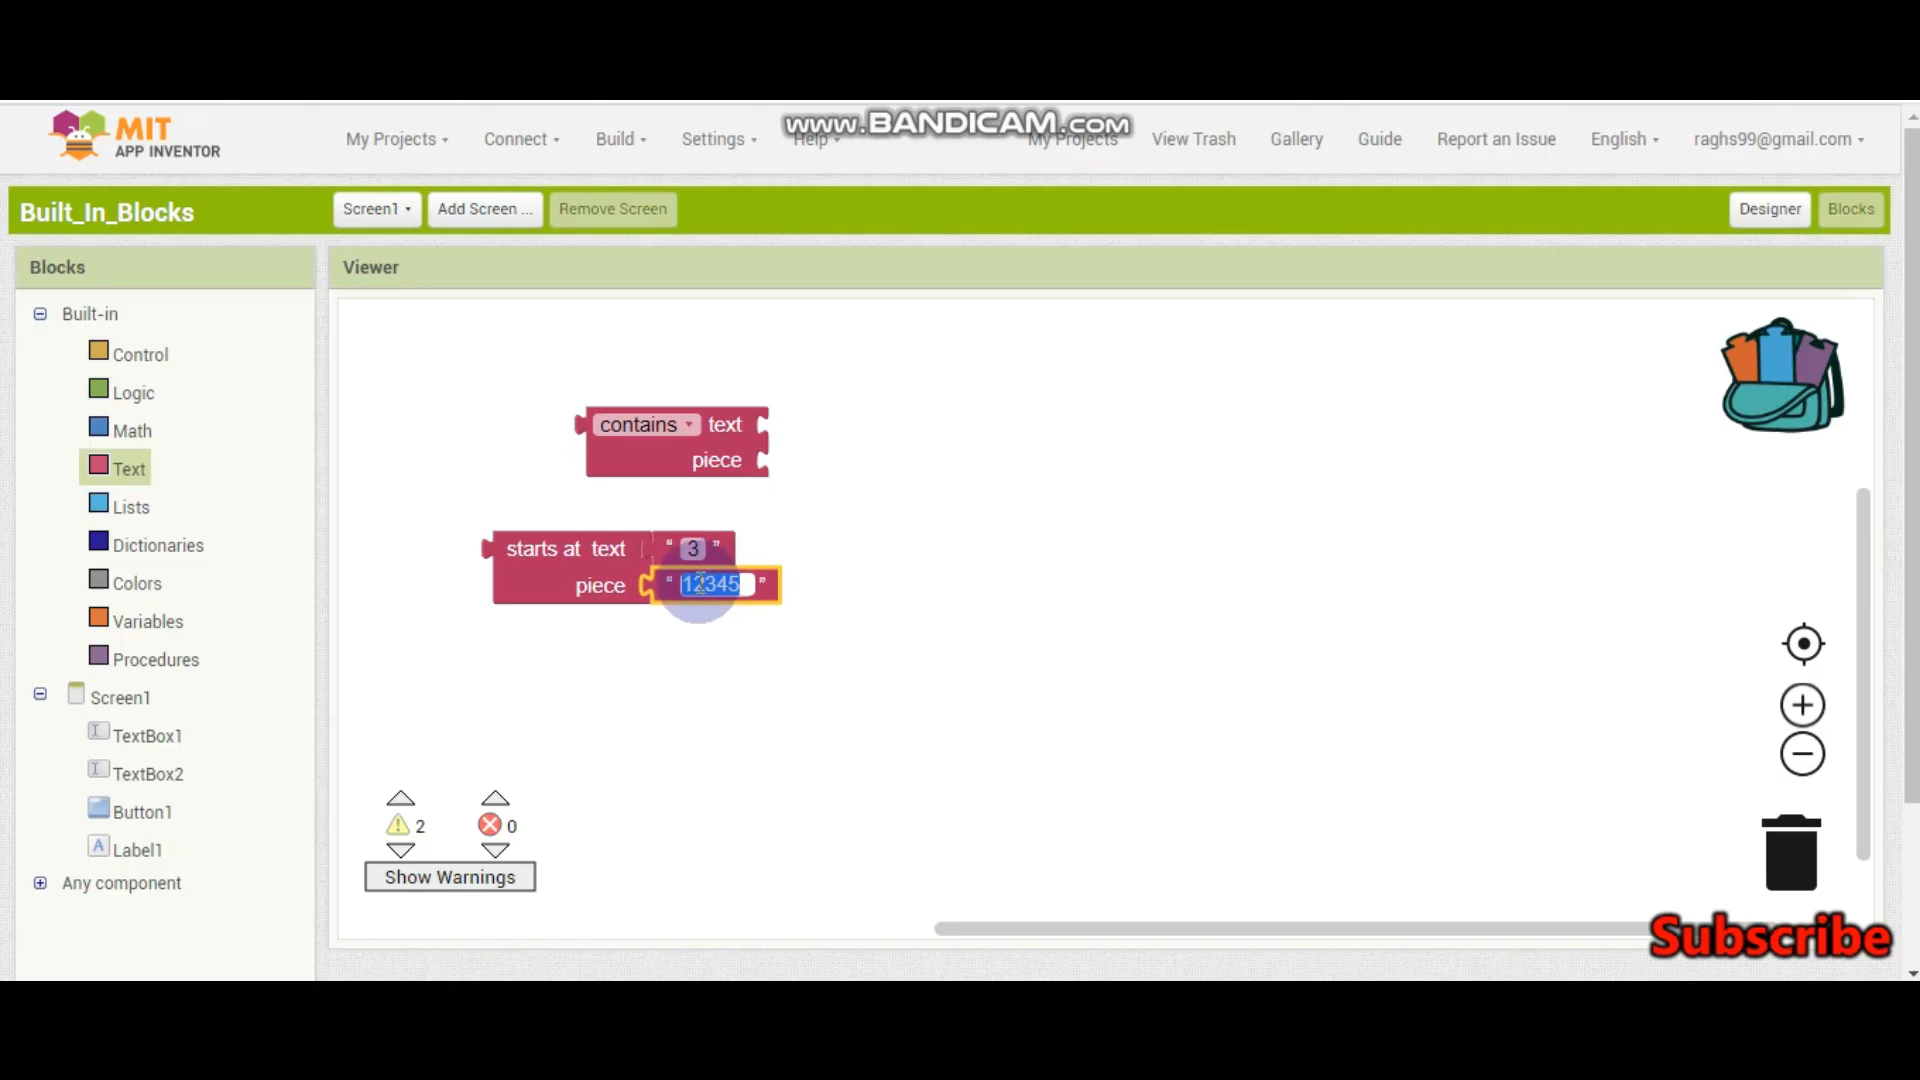 www.BANDICAM.com
MIT
APP INVENTOR
My Projects
Connect
Build
Settings
Help
My Projects
View Trash
Gallery
Guide
Report an Issue
English
raghs99@gmail.com
Built_In_Blocks
Screen1
Add Screen ...
Remove Screen
Designer
Blocks
Blocks
Viewer
Built-in
Control
Logic
Math
Text
Lists
Dictionaries
Colors
Variables
Procedures
Screen1
TextBox1
TextBox2
Button1
A Label1
Any component
contains text
piece
starts at text “ 3 ”
piece “ 12345 ”
2
0
Show Warnings
Subscribe